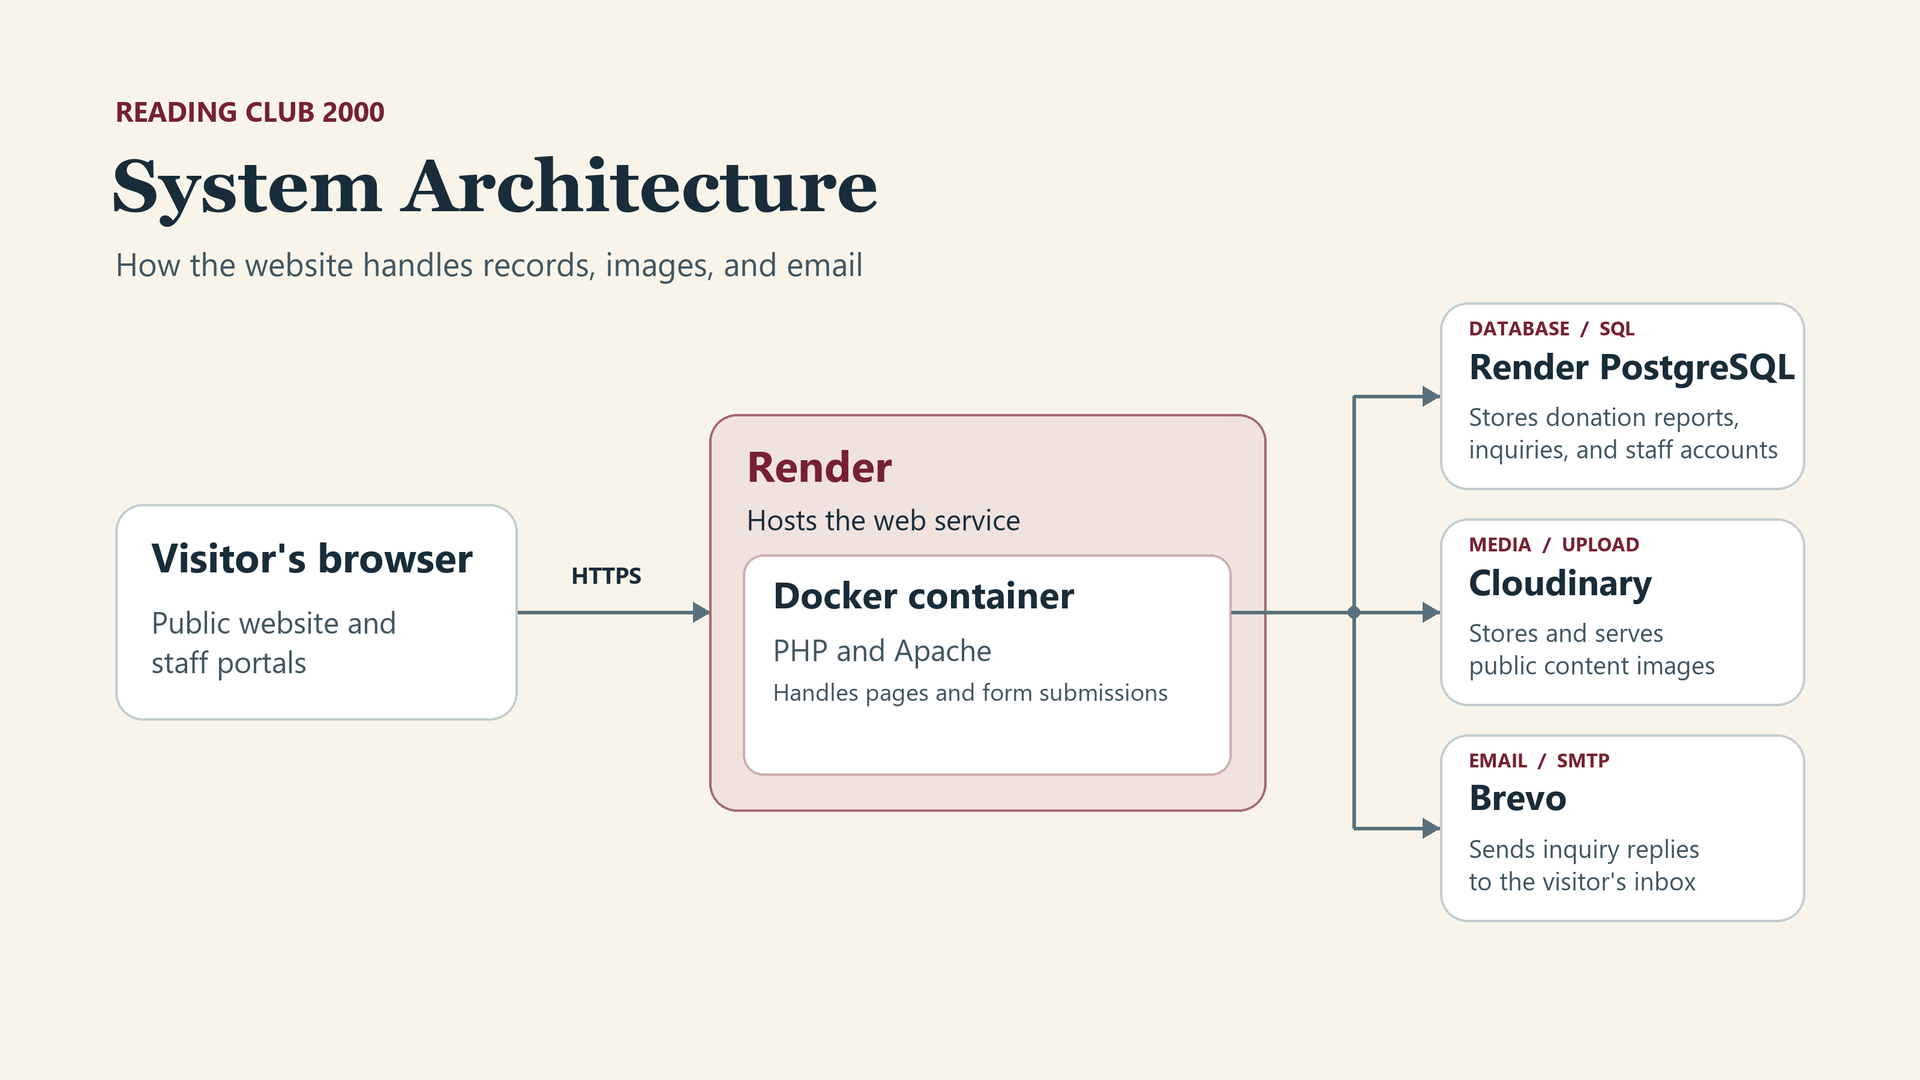 READING CLUB 2000
System Architecture
How the website handles records, images, and email
Visitor's browser
Public website and
staff portals
HTTPS
Render
Hosts the web service
Docker container
PHP and Apache
Handles pages and form submissions
DATABASE / SQL
Render PostgreSQL
Stores donation reports,
inquiries, and staff accounts
MEDIA / UPLOAD
Cloudinary
Stores and serves
public content images
EMAIL / SMTP
Brevo
Sends inquiry replies
to the visitor's inbox